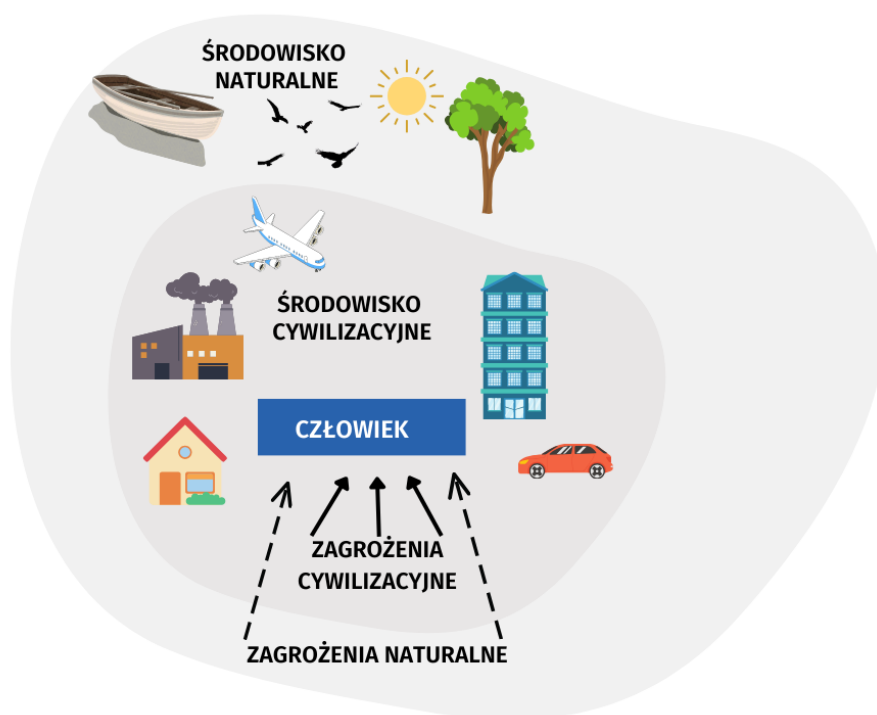 ŚRODOWISKO
NATURALNE
ŚRODOWISKO
CYWILIZACYJNE
CZŁOWIEK
ZAGROŻENIA
CYWILIZACYJNE
ZAGROŻENIA NATURALNE